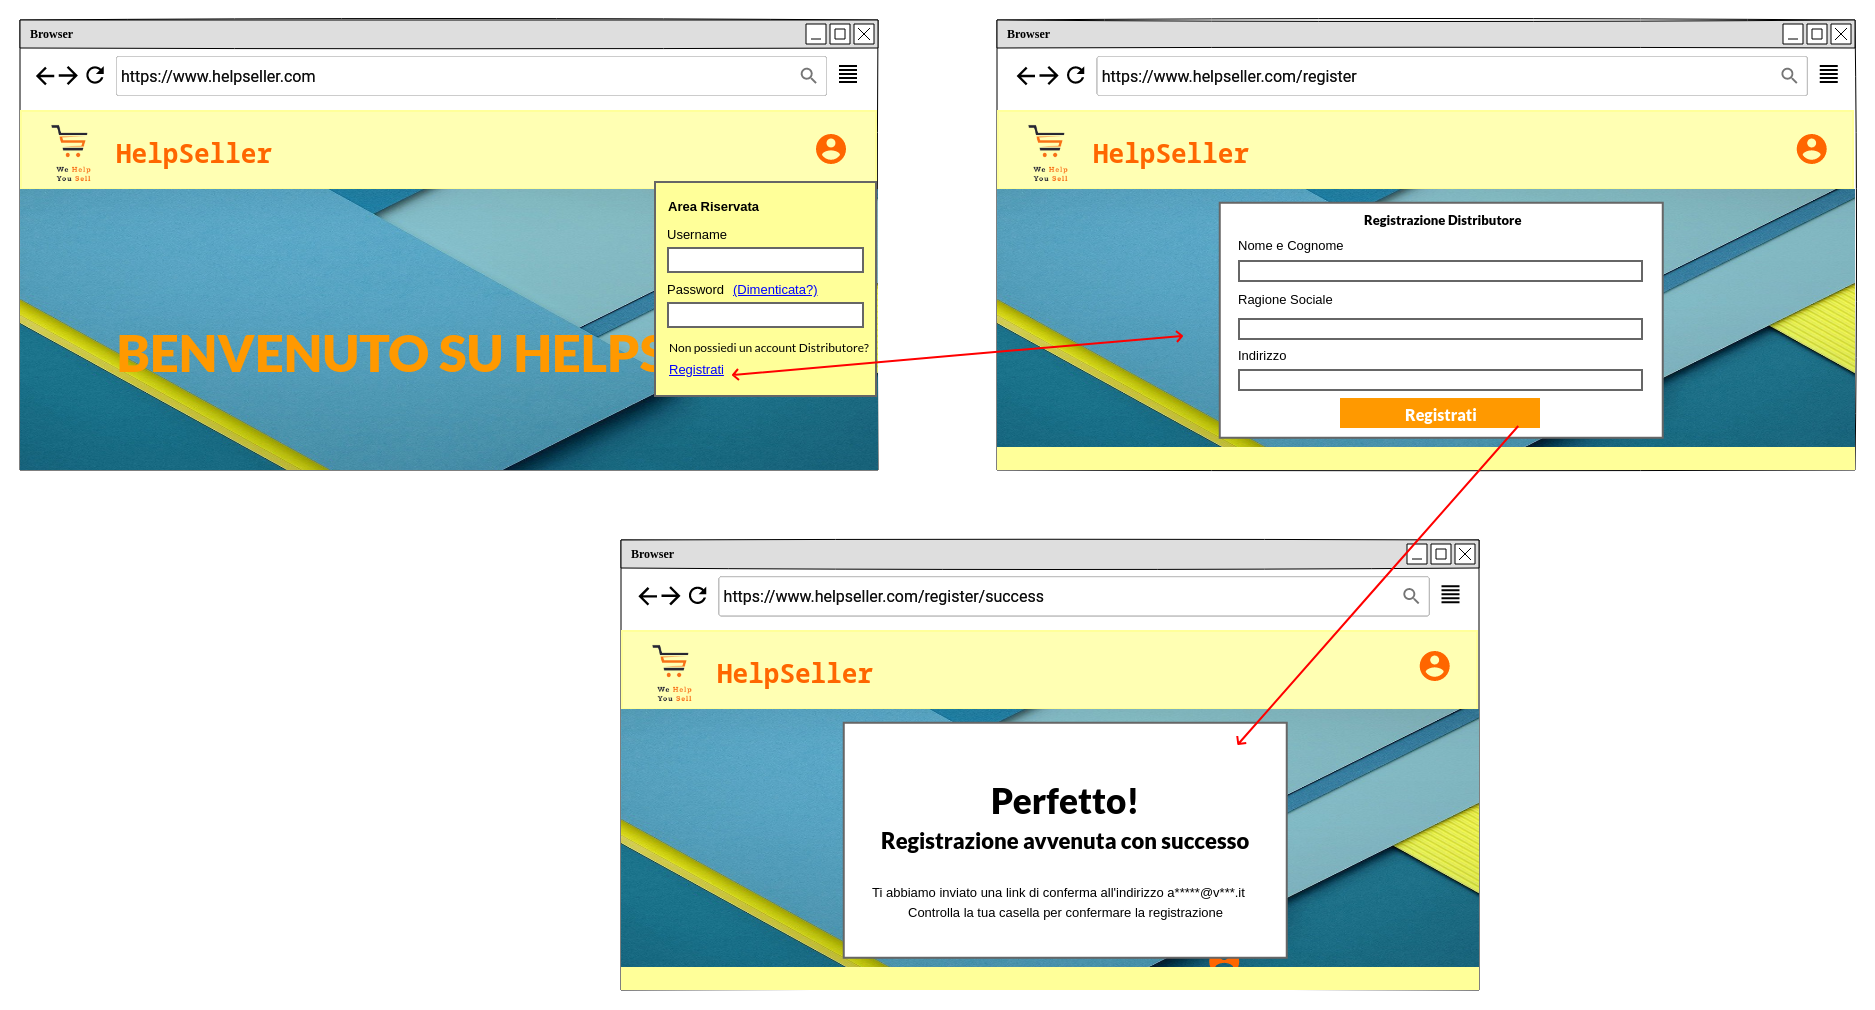 Browser
https://www.helpseller.com
We Help
You Sell
HelpSeller
Area Riservata
Username
Password (Dimenticata?)
Non possiedi un account Distributore?
Registrati
BENVENUTO SU HELPS
Browser
https://www.helpseller.com/register
We Help
You Sell
HelpSeller
Registrazione Distributore
Nome e Cognome
Ragione Sociale
Indirizzo
Registrati
Browser
https://www.helpseller.com/register/success
We Help
You Sell
HelpSeller
Perfetto!
Registrazione avvenuta con successo
Ti abbiamo inviato una link di conferma all'indirizzo a*****@v***.it
Controlla la tua casella per confermare la registrazione